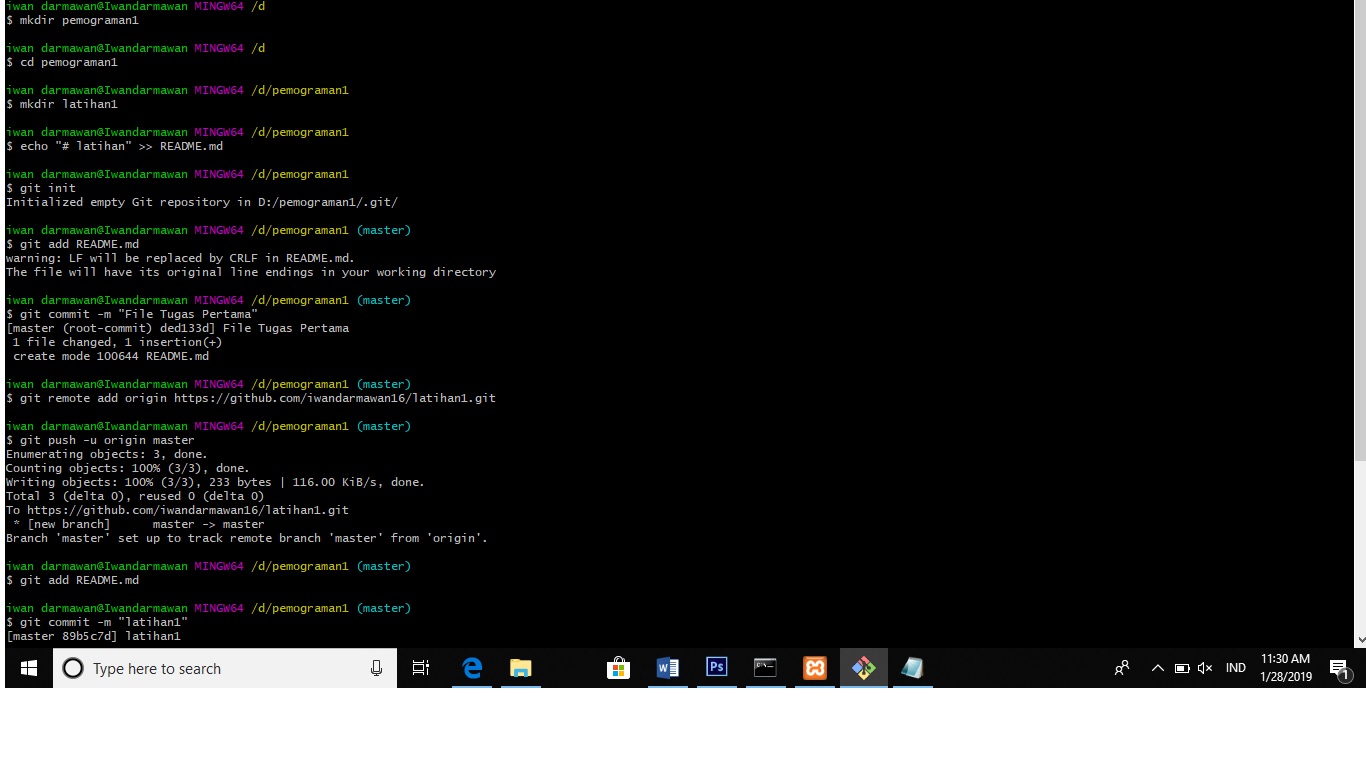 iwan darmawan@Iwandarmawan MINGW64 /d
$ mkdir pemograman1
iwan darmawan@Iwandarmawan MINGW64 /d
$ cd pemograman1
iwan darmawan@Iwandarmawan MINGW64 /d/pemograman1
$ mkdir latihan1
iwan darmawan@Iwandarmawan MINGW64 /d/pemograman1
$ echo "# latihan" >> README.md
iwan darmawan@Iwandarmawan MINGW64 /d/pemograman1
$ git init
Initialized empty Git repository in D:/pemograman1/.git/
iwan darmawan@Iwandarmawan MINGW64 /d/pemograman1 (master)
$ git add README.md
warning: LF will be replaced by CRLF in README.md.
The file will have its original line endings in your working directory
iwan darmawan@Iwandarmawan MINGW64 /d/pemograman1 (master)
$ git commit -m "File Tugas Pertama"
[master (root-commit) ded133d] File Tugas Pertama
 1 file changed, 1 insertion(+)
 create mode 100644 README.md
iwan darmawan@Iwandarmawan MINGW64 /d/pemograman1 (master)
$ git remote add origin https://github.com/iwandarmawan16/latihan1.git
iwan darmawan@Iwandarmawan MINGW64 /d/pemograman1 (master)
$ git push -u origin master
Enumerating objects: 3, done.
Counting objects: 100% (3/3), done.
Writing objects: 100% (3/3), 233 bytes | 116.00 KiB/s, done.
Total 3 (delta 0), reused 0 (delta 0)
To https://github.com/iwandarmawan16/latihan1.git
 * [new branch]      master -> master
Branch 'master' set up to track remote branch 'master' from 'origin'.
iwan darmawan@Iwandarmawan MINGW64 /d/pemograman1 (master)
$ git add README.md
iwan darmawan@Iwandarmawan MINGW64 /d/pemograman1 (master)
$ git commit -m "latihan1"
[master 89b5c7d] latihan1
Type here to search
Ps
IND
11:30 AM
1/28/2019
1